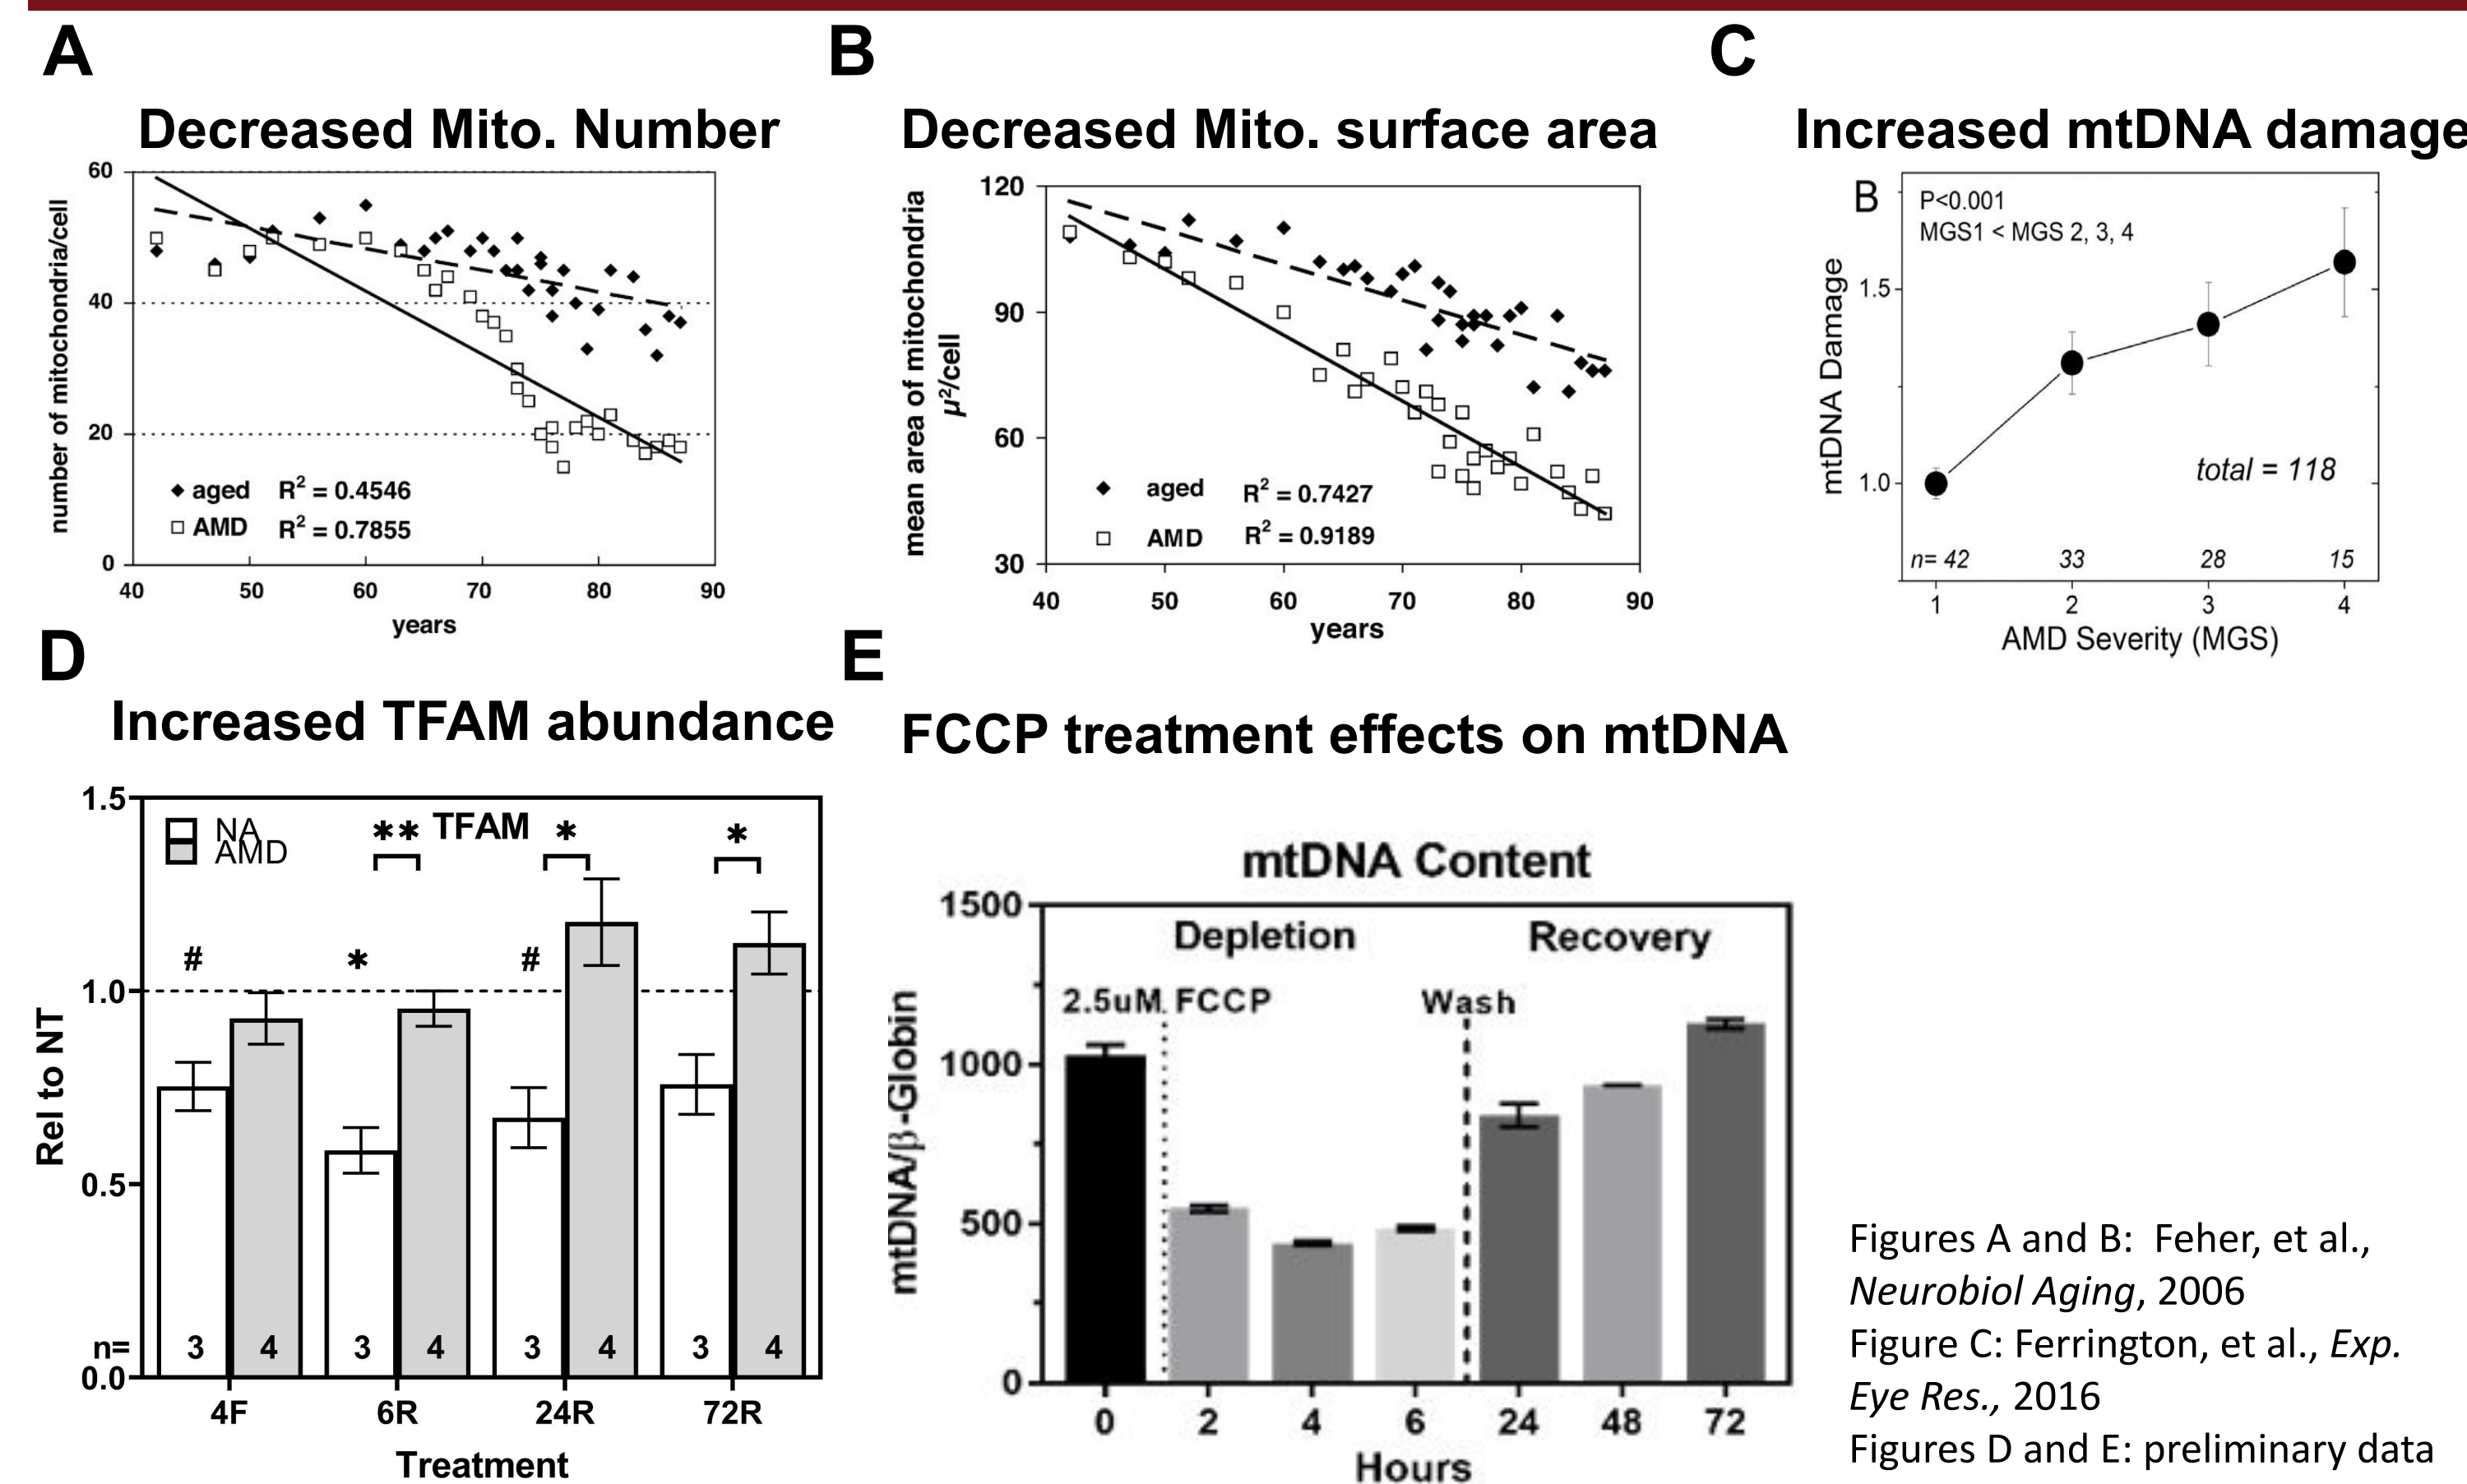 A
Decreased Mito. Number
60
40
20
0
number of mitochondria/cell
◆ aged R² = 0.4546
□ AMD R² = 0.7855
40 50 60 70 80 90
years
B
Decreased Mito. surface area
120
90
60
30
mean area of mitochondria
µ²/cell
◆ aged R² = 0.7427
□ AMD R² = 0.9189
40 50 60 70 80 90
years
C
Increased mtDNA damage
B
P<0.001
MGS1 < MGS 2, 3, 4
1.5
1.0
mtDNA Damage
total = 118
n= 42 33 28 15
1 2 3 4
AMD Severity (MGS)
D
Increased TFAM abundance
1.5
1.0
0.5
0.0
Rel to NT
NA
AMD
** TFAM * *
# * #
n= 3 4 3 4 3 4 3 4
4F 6R 24R 72R
Treatment
E
FCCP treatment effects on mtDNA
mtDNA Content
1500
1000
500
0
mtDNA/β-Globin
Depletion Recovery
2.5uM FCCP Wash
0 2 4 6 24 48 72
Hours
Figures A and B: Feher, et al.,
Neurobiol Aging, 2006
Figure C: Ferrington, et al., Exp.
Eye Res., 2016
Figures D and E: preliminary data